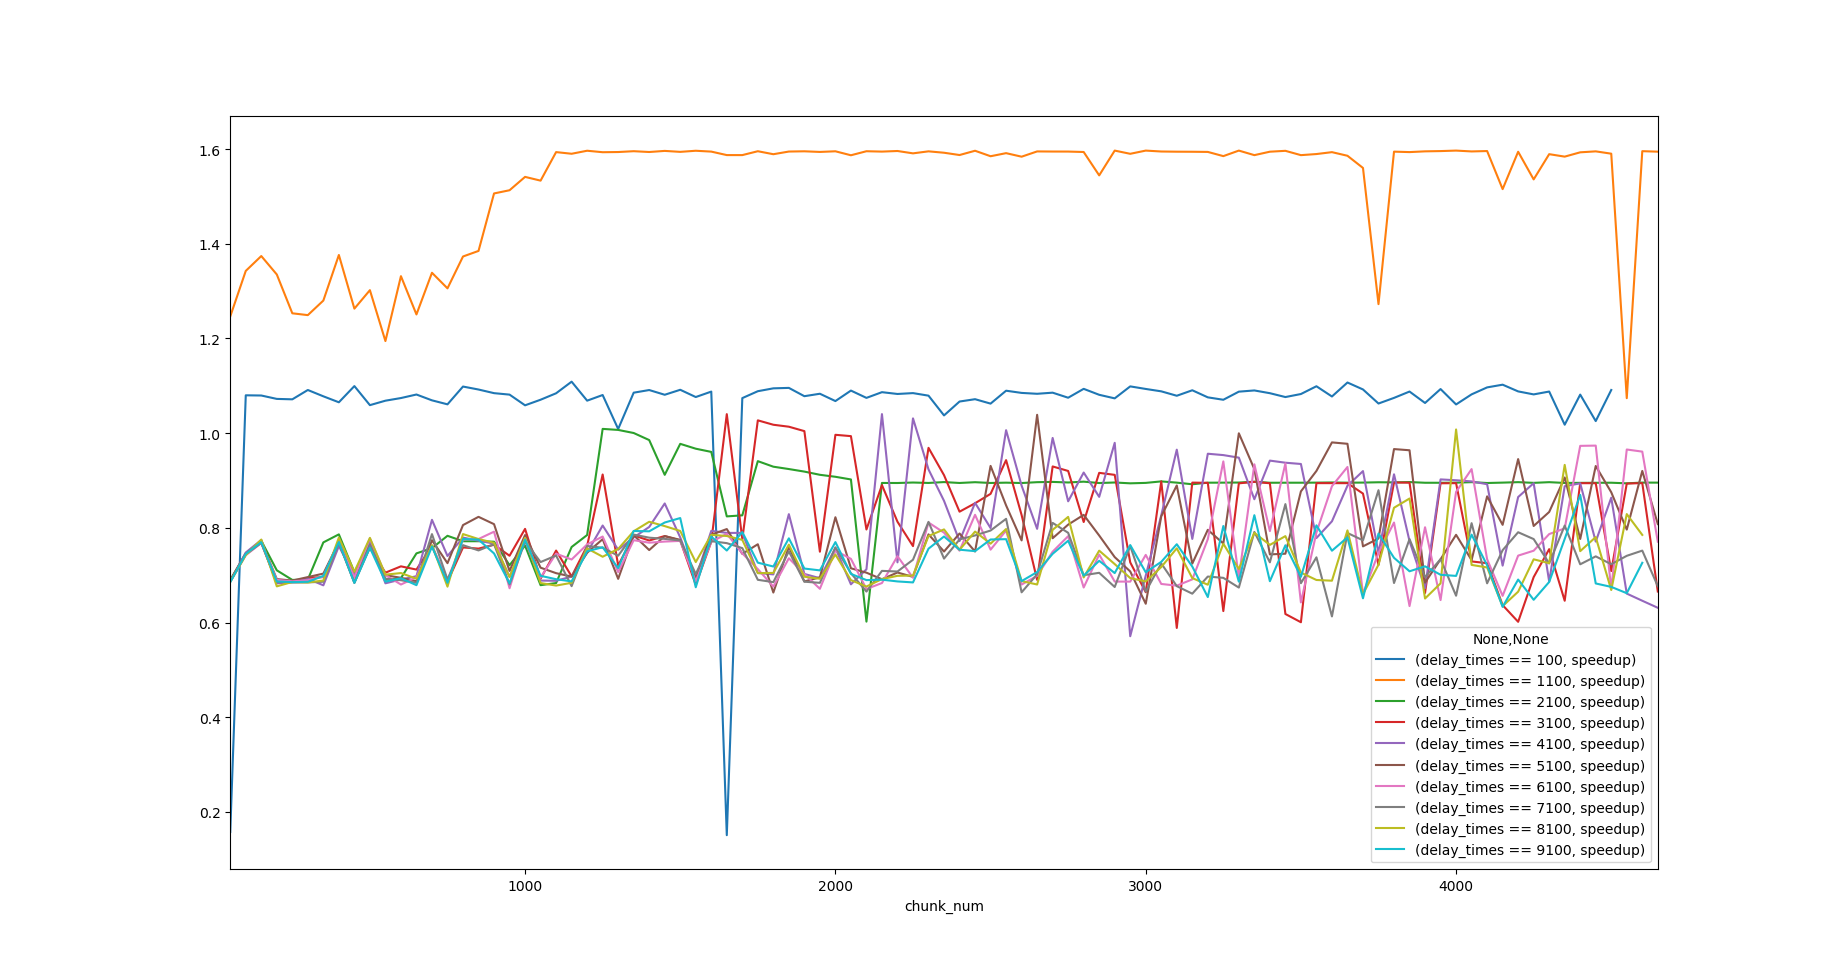 1.6
1.4
1.2
1.0
0.8
0.6
0.4
0.2
1000
2000
3000
4000
chunk_num
None,None
(delay_times == 100, speedup)
(delay_times == 1100, speedup)
(delay_times == 2100, speedup)
(delay_times == 3100, speedup)
(delay_times == 4100, speedup)
(delay_times == 5100, speedup)
(delay_times == 6100, speedup)
(delay_times == 7100, speedup)
(delay_times == 8100, speedup)
(delay_times == 9100, speedup)